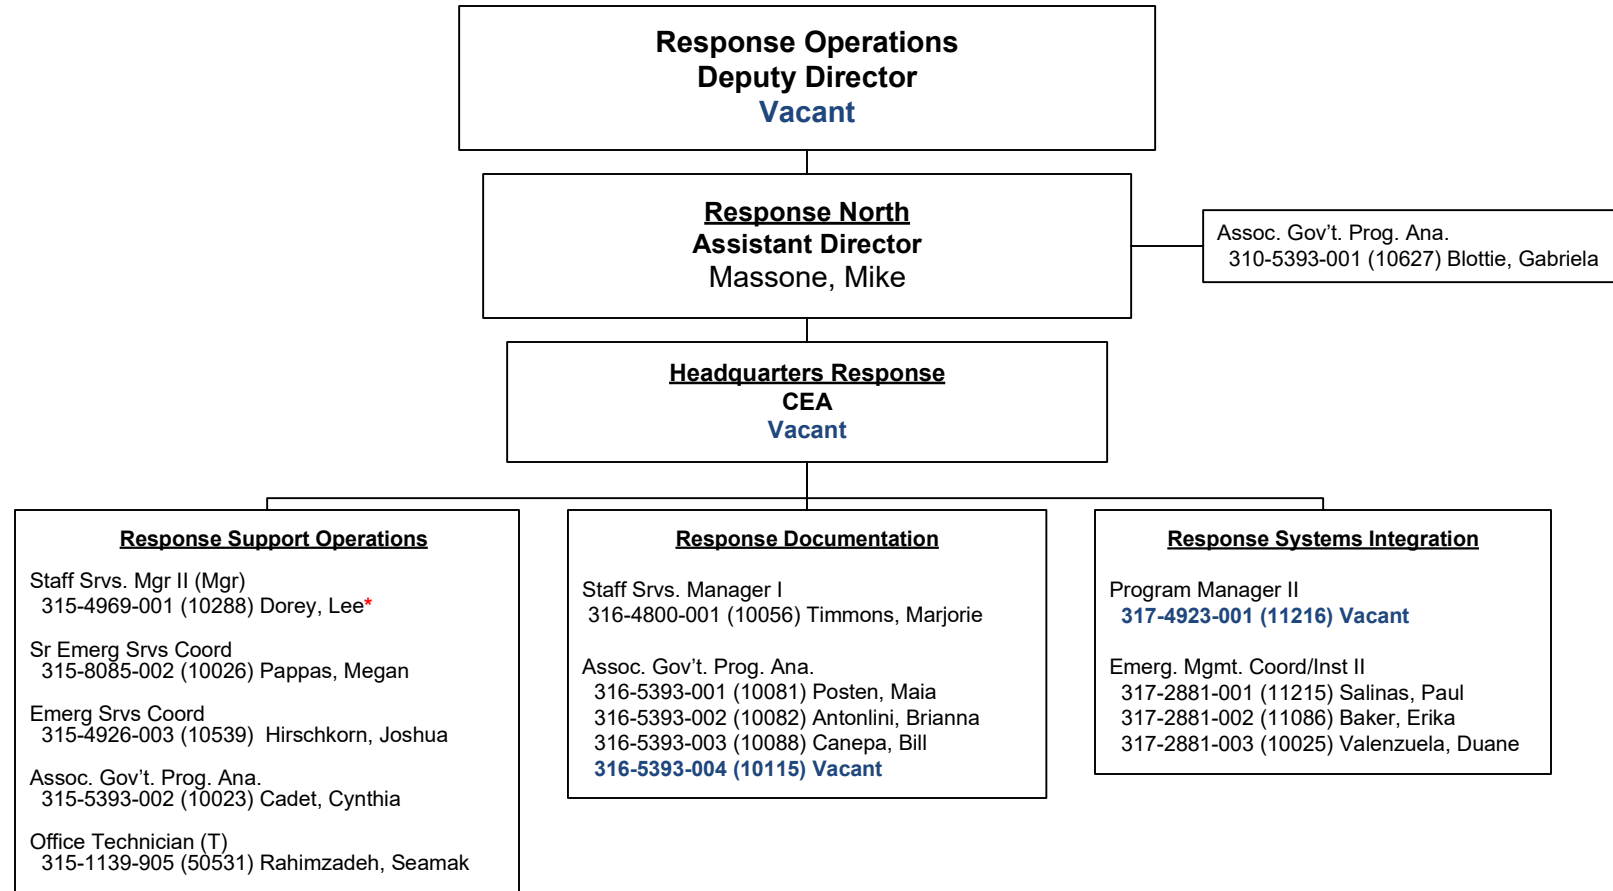 Response Operations
Deputy Director
Vacant
Response North
Assistant Director
Massone, Mike
Assoc. Gov't. Prog. Ana.
310-5393-001 (10627) Blottie, Gabriela
Headquarters Response
CEA
Vacant
Response Support Operations
Staff Srvs. Mgr II (Mgr)
315-4969-001 (10288) Dorey, Lee*
Sr Emerg Srvs Coord
315-8085-002 (10026) Pappas, Megan
Emerg Srvs Coord
315-4926-003 (10539) Hirschkorn, Joshua
Assoc. Gov't. Prog. Ana.
315-5393-002 (10023) Cadet, Cynthia
Office Technician (T)
315-1139-905 (50531) Rahimzadeh, Seamak
Response Documentation
Staff Srvs. Manager I
316-4800-001 (10056) Timmons, Marjorie
Assoc. Gov't. Prog. Ana.
316-5393-001 (10081) Posten, Maia
316-5393-002 (10082) Antonlini, Brianna
316-5393-003 (10088) Canepa, Bill
316-5393-004 (10115) Vacant
Response Systems Integration
Program Manager II
317-4923-001 (11216) Vacant
Emerg. Mgmt. Coord/Inst II
317-2881-001 (11215) Salinas, Paul
317-2881-002 (11086) Baker, Erika
317-2881-003 (10025) Valenzuela, Duane